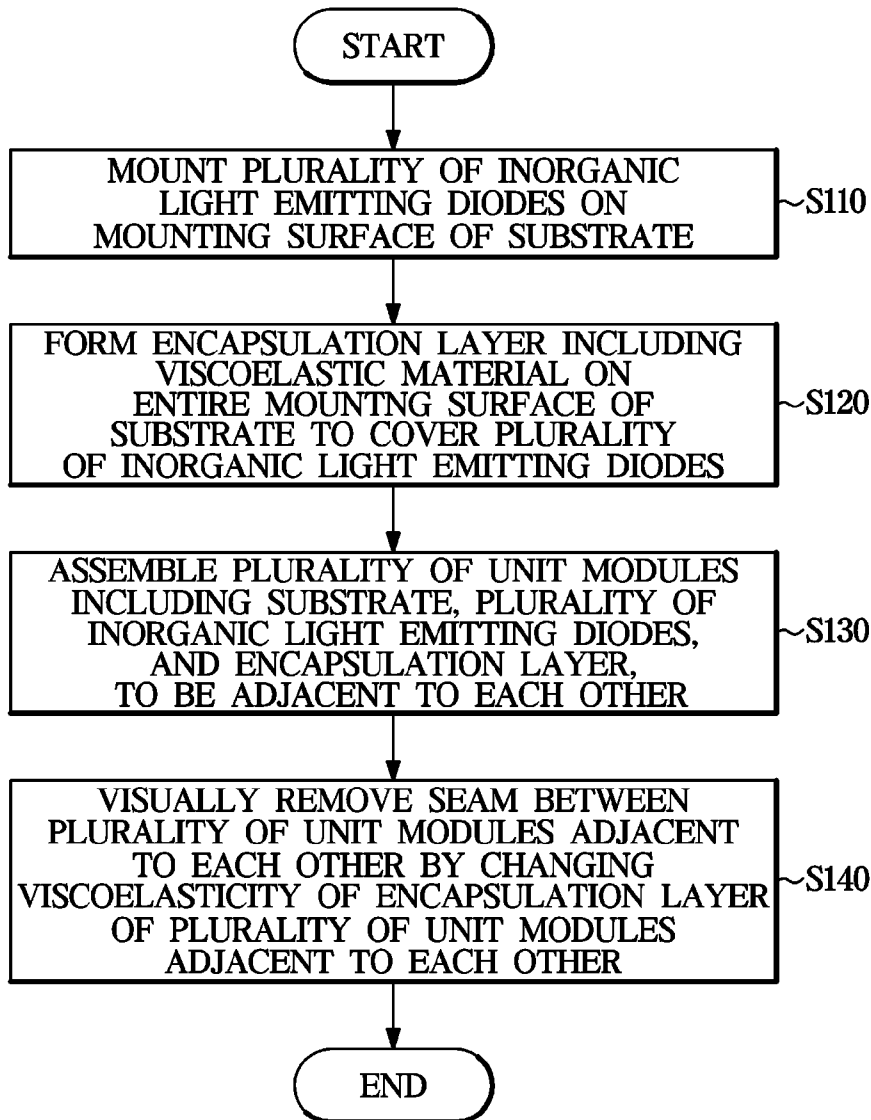 START
MOUNT PLURALITY OF INORGANIC
LIGHT EMITTING DIODES ON
MOUNTING SURFACE OF SUBSTRATE
~S110
FORM ENCAPSULATION LAYER INCLUDING
VISCOELASTIC MATERIAL ON
ENTIRE MOUNTNG SURFACE OF
SUBSTRATE TO COVER PLURALITY
OF INORGANIC LIGHT EMITTING DIODES
~S120
ASSEMBLE PLURALITY OF UNIT MODULES
INCLUDING SUBSTRATE, PLURALITY OF
INORGANIC LIGHT EMITTING DIODES,
AND ENCAPSULATION LAYER,
TO BE ADJACENT TO EACH OTHER
~S130
VISUALLY REMOVE SEAM BETWEEN
PLURALITY OF UNIT MODULES ADJACENT
TO EACH OTHER BY CHANGING
VISCOELASTICITY OF ENCAPSULATION LAYER
OF PLURALITY OF UNIT MODULES
ADJACENT TO EACH OTHER
~S140
END